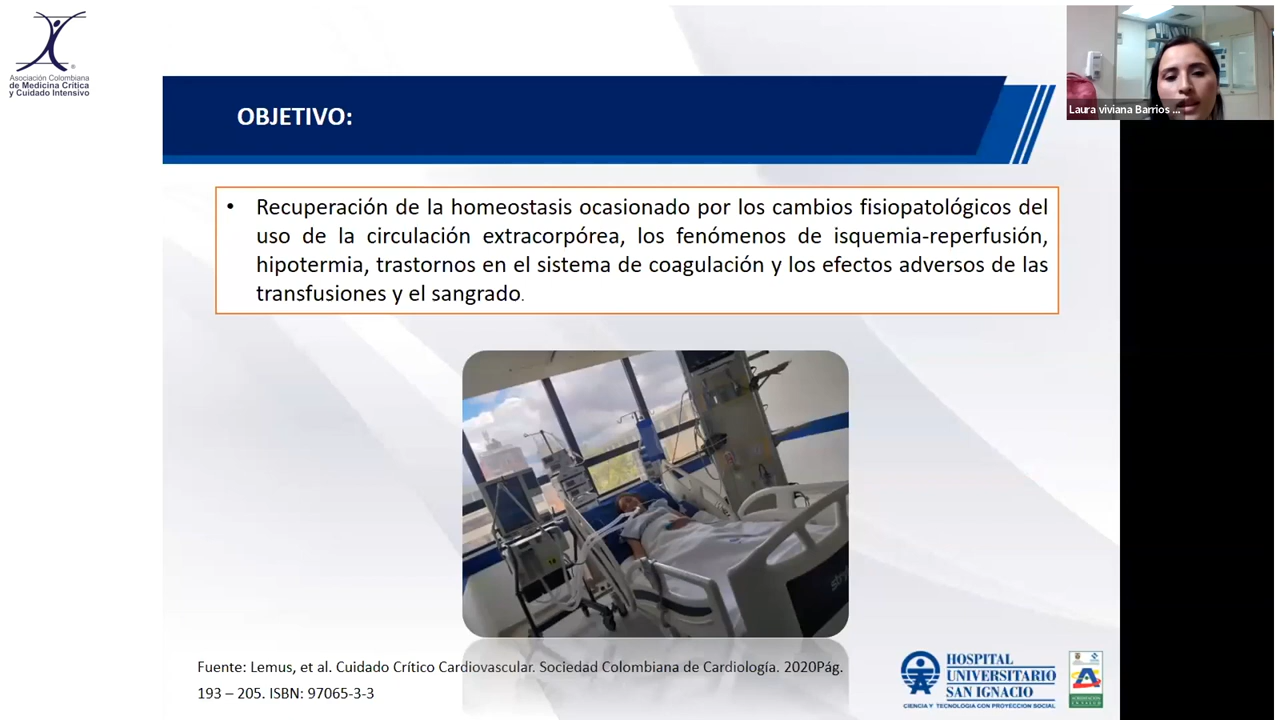 Asociación Colombiana
de Medicina Crítica
y Cuidado Intensivo
Laura viviana Barrios ...
OBJETIVO:
• Recuperación de la homeostasis ocasionado por los cambios fisiopatológicos del
uso de la circulación extracorpórea, los fenómenos de isquemia-reperfusión,
hipotermia, trastornos en el sistema de coagulación y los efectos adversos de las
transfusiones y el sangrado.
Fuente: Lemus, et al. Cuidado Crítico Cardiovascular. Sociedad Colombiana de Cardiología. 2020Pág.
193 – 205. ISBN: 97065-3-3
HOSPITAL
UNIVERSITARIO
SAN IGNACIO
CIENCIA Y TECNOLOGIA CON PROYECCION SOCIAL